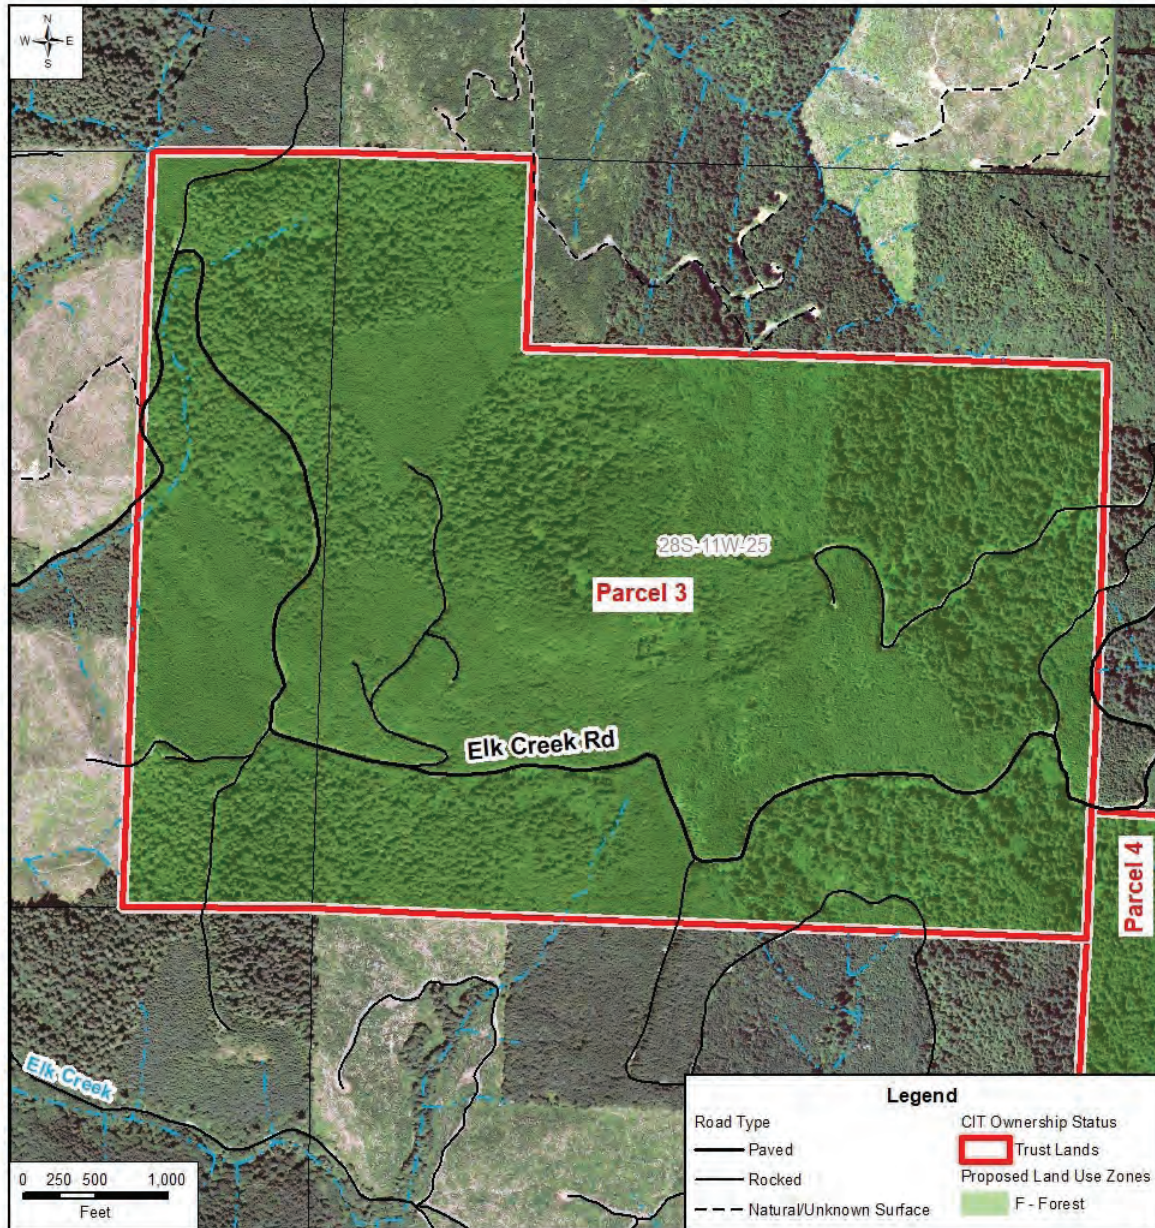 N
W E
S
28S-11W-25
Parcel 3
Elk Creek Rd
Parcel 4
Elk Creek
0 250 500 1,000
Feet
Legend
Road Type
Paved
Rocked
Natural/Unknown Surface
CIT Ownership Status
Trust Lands
Proposed Land Use Zones
F - Forest